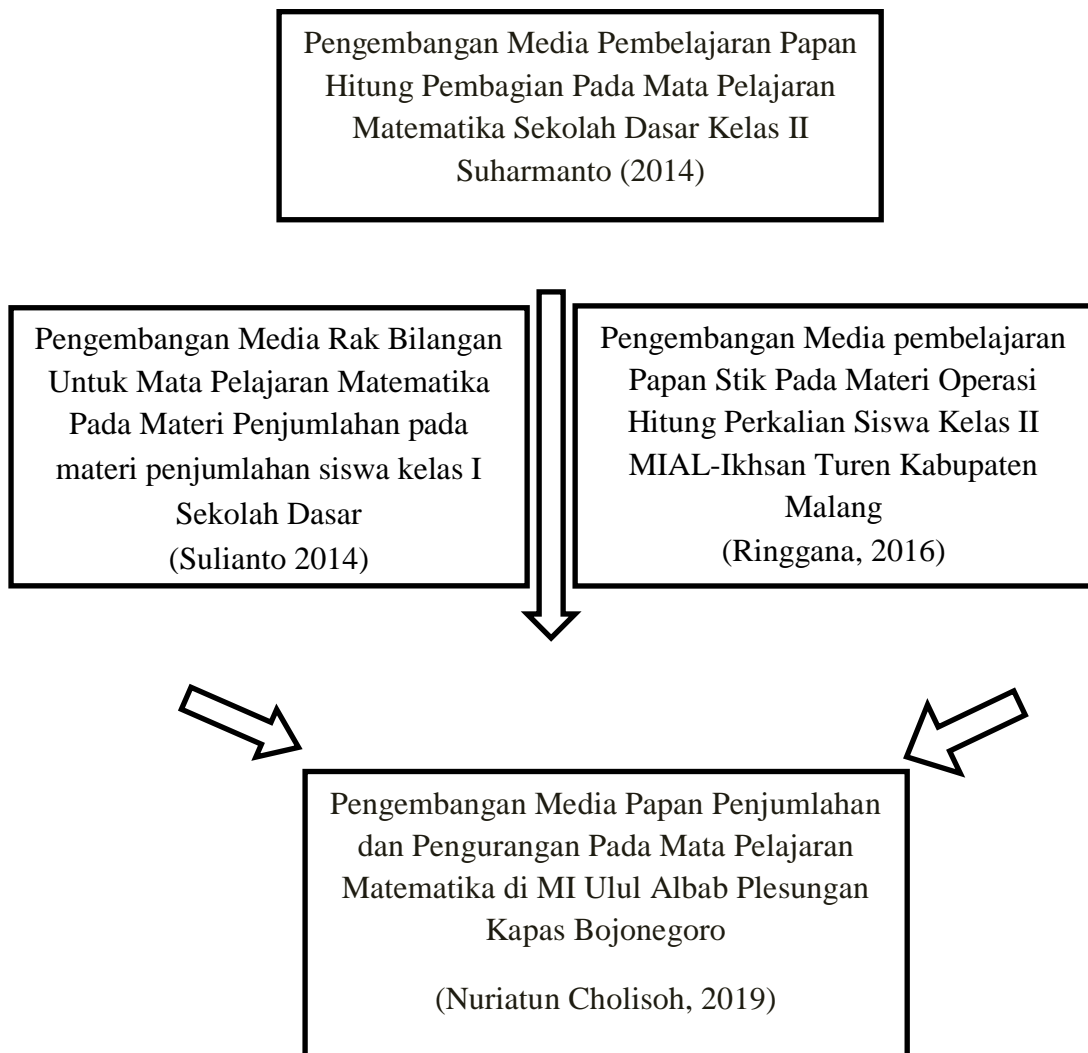 Pengembangan Media Pembelajaran Papan
Hitung Pembagian Pada Mata Pelajaran
Matematika Sekolah Dasar Kelas II
Suharmanto (2014)
Pengembangan Media Rak Bilangan
Untuk Mata Pelajaran Matematika
Pada Materi Penjumlahan pada
materi penjumlahan siswa kelas I
Sekolah Dasar
(Sulianto 2014)
Pengembangan Media pembelajaran
Papan Stik Pada Materi Operasi
Hitung Perkalian Siswa Kelas II
MIAL-Ikhsan Turen Kabupaten
Malang
(Ringgana, 2016)
Pengembangan Media Papan Penjumlahan
dan Pengurangan Pada Mata Pelajaran
Matematika di MI Ulul Albab Plesungan
Kapas Bojonegoro
(Nuriatun Cholisoh, 2019)